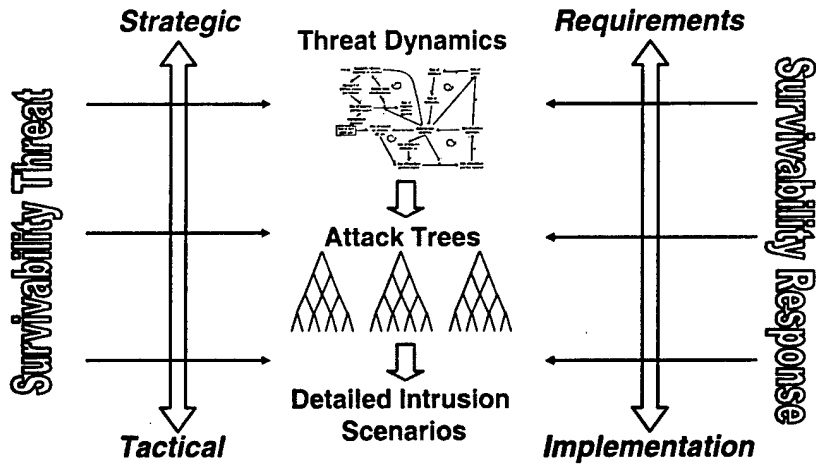 Strategic
Requirements
Threat Dynamics
Survivability Threat
Survivability Response
Attack Trees
Detailed Intrusion
Scenarios
Tactical
Implementation